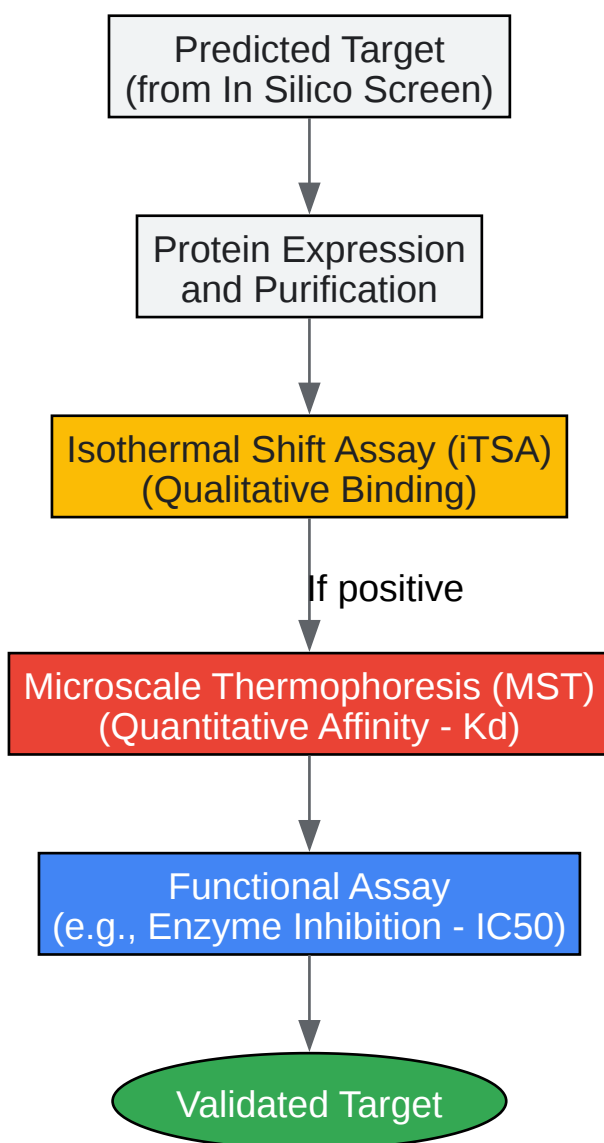 Predicted Target
(from In Silico Screen)
Protein Expression
and Purification
Isothermal Shift Assay (iTSA)
(Qualitative Binding)
If positive
Microscale Thermophoresis (MST)
(Quantitative Affinity - Kd)
Functional Assay
(e.g., Enzyme Inhibition - IC50)
Validated Target